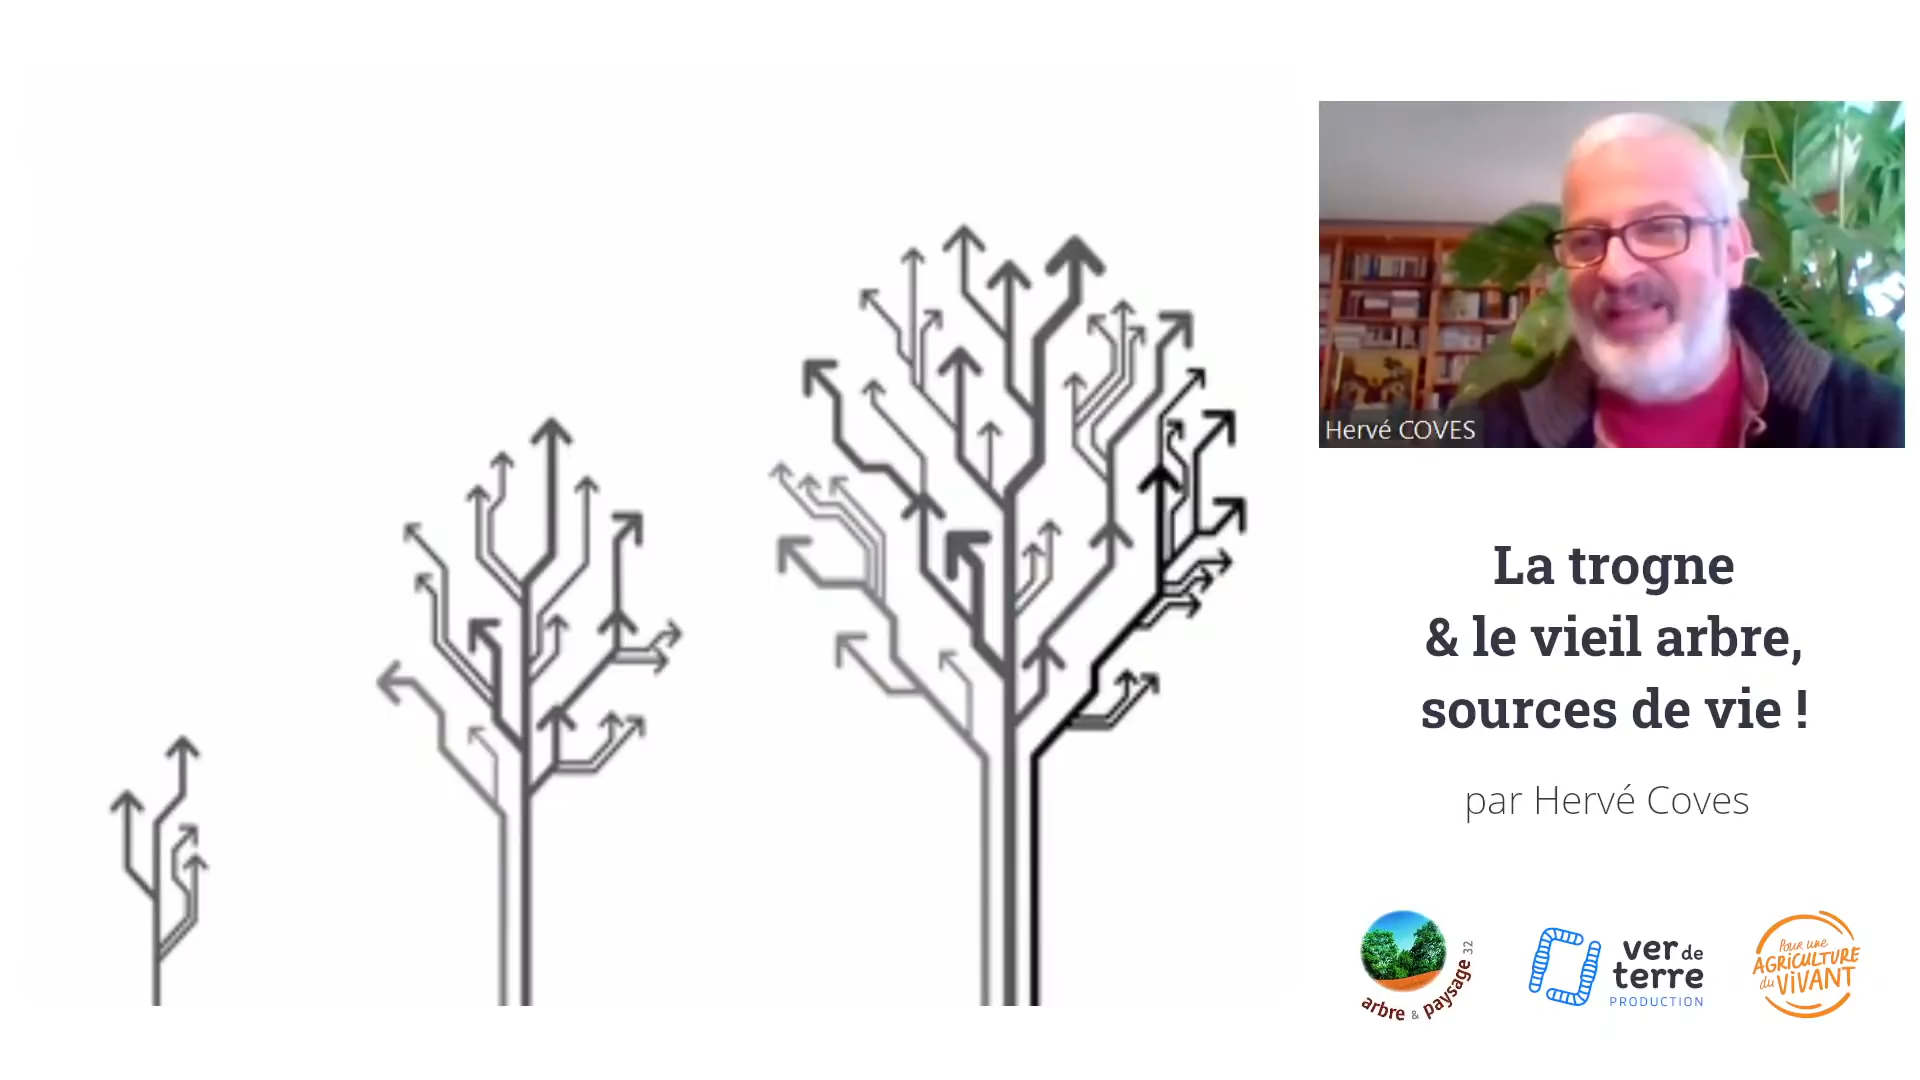 Hervé COVES
La trogne
& le vieil arbre,
sources de vie !
par Hervé Coves
arbre & paysage 32
ver de
terre
PRODUCTION
Pour une
AGRICULTURE
du VIVANT